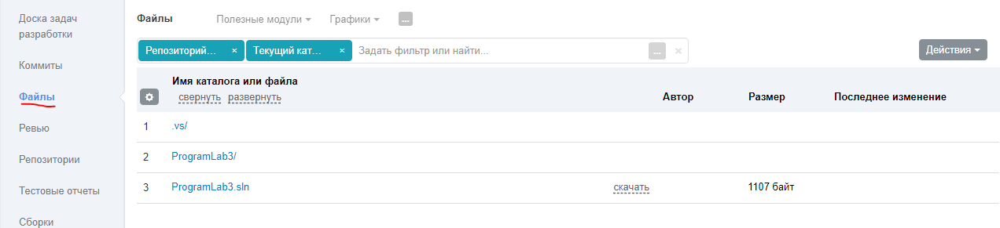 Доска задач
разработки
Коммиты
Файлы
Ревью
Репозитории
Тестовые отчеты
Сборки
Файлы Полезные модули Графики ...
Репозиторий... × Текущий кат... × Задать фильтр или найти... ... × Действия
Имя каталога или файла
свернуть развернуть Автор Размер Последнее изменение
1 .vs/
2 ProgramLab3/
3 ProgramLab3.sln скачать 1107 байт